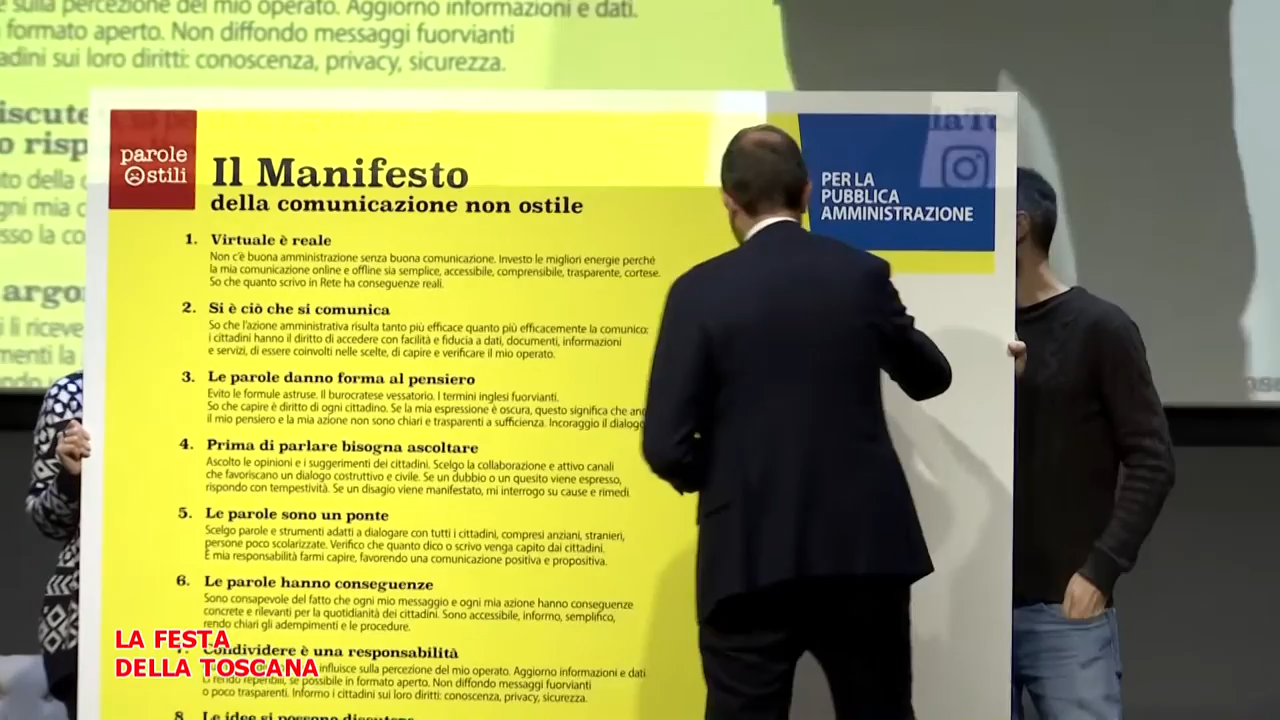 sulla percezione del mio operato. Aggiorno informazioni e dati.
formato aperto. Non diffondo messaggi fuorvianti
tadini sui loro diritti: conoscenza, privacy, sicurezza.
parole
ostili
Il Manifesto
della comunicazione non ostile
PER LA
PUBBLICA
AMMINISTRAZIONE
1. Virtuale è reale
Non c'è buona amministrazione senza buona comunicazione. Investo le migliori energie perché
la mia comunicazione online e offline sia semplice, accessibile, comprensibile, trasparente, cortese.
So che quanto scrivo in Rete ha conseguenze reali.
2. Si è ciò che si comunica
So che l'azione amministrativa risulta tanto più efficace quanto più efficacemente la comunico:
i cittadini hanno il diritto di accedere con facilità e fiducia a dati, documenti, informazioni
e servizi, di essere coinvolti nelle scelte, di capire e verificare il mio operato.
3. Le parole danno forma al pensiero
Evito le formule astruse. Il burocratese vessatorio. I termini inglesi fuorvianti.
So che capire è diritto di ogni cittadino. Se la mia espressione è oscura, questo significa che
il mio pensiero e la mia azione non sono chiari e trasparenti a sufficienza. Incoraggio il dialogo
4. Prima di parlare bisogna ascoltare
Ascolto le opinioni e i suggerimenti dei cittadini. Scelgo la collaborazione e attivo canali
che favoriscano un dialogo costruttivo e civile. Se un dubbio o un quesito viene espresso,
rispondo con tempestività. Se un disagio viene manifestato, mi interrogo su cause e rimedi.
5. Le parole sono un ponte
Scelgo parole e strumenti adatti a dialogare con tutti i cittadini, compresi anziani, stranieri,
persone poco scolarizzate. Verifico che quanto dico o scrivo venga capito dai cittadini.
È mia responsabilità farmi capire, favorendo una comunicazione positiva e propositiva.
6. Le parole hanno conseguenze
Sono consapevole del fatto che ogni mio messaggio e ogni mia azione hanno conseguenze
concrete e rilevanti per la quotidianità dei cittadini. Sono accessibile, informo, semplifico,
rendo chiari gli adempimenti e le procedure.
7. Condividere è una responsabilità
influisce sulla percezione del mio operato. Aggiorno informazioni e dati
Li rendo reperibili, se possibile in formato aperto. Non diffondo messaggi fuorvianti
o poco trasparenti. Informo i cittadini sui loro diritti: conoscenza, privacy, sicurezza.
8. Le idee si possono discutere
LA FESTA
DELLA TOSCANA